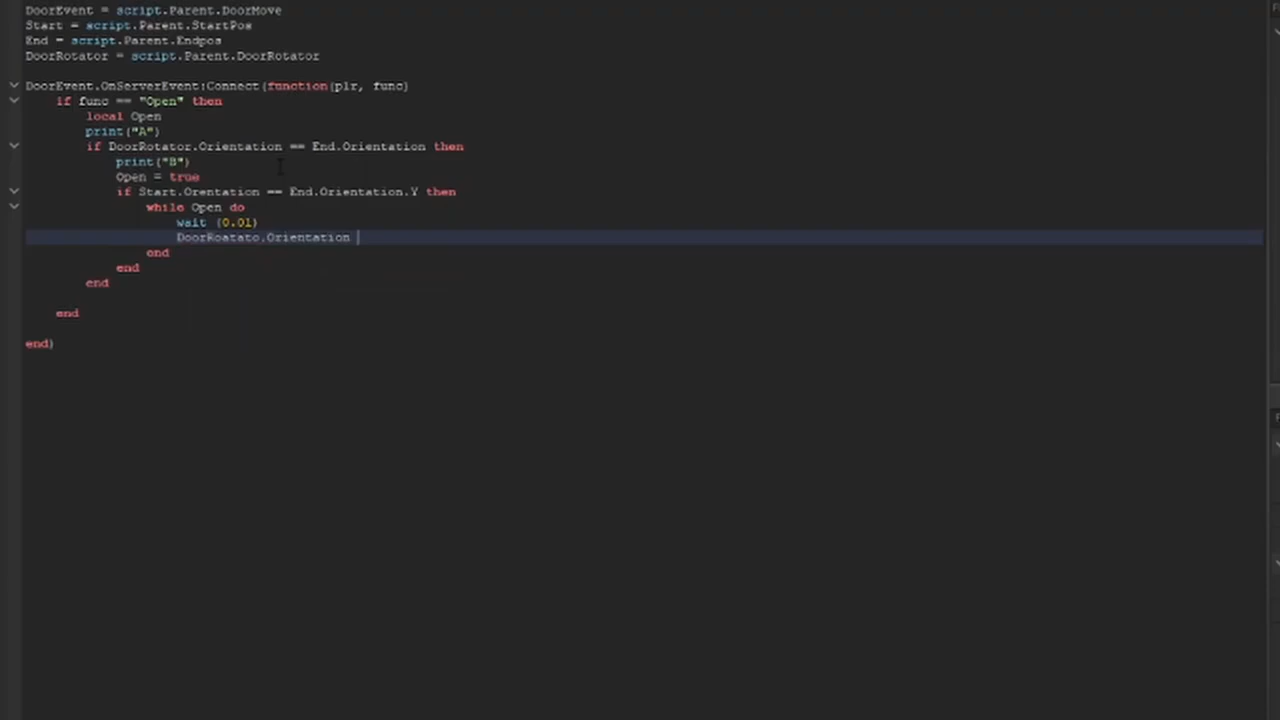 DoorEvent = script.Parent.DoorMove
Start = script.Parent.StartPos
End = script.Parent.Endpos
DoorRotator = script.Parent.DoorRotator
DoorEvent.OnServerEvent:Connect(function(plr, func)
if func == "Open" then
local Open
print("A")
if DoorRotator.Orientation == End.Orientation then
print("B")
Open = true
if Start.Orentation == End.Orientation.Y then
while Open do
wait (0.01)
DoorRoatato.Orientation
end
end
end
end
end)